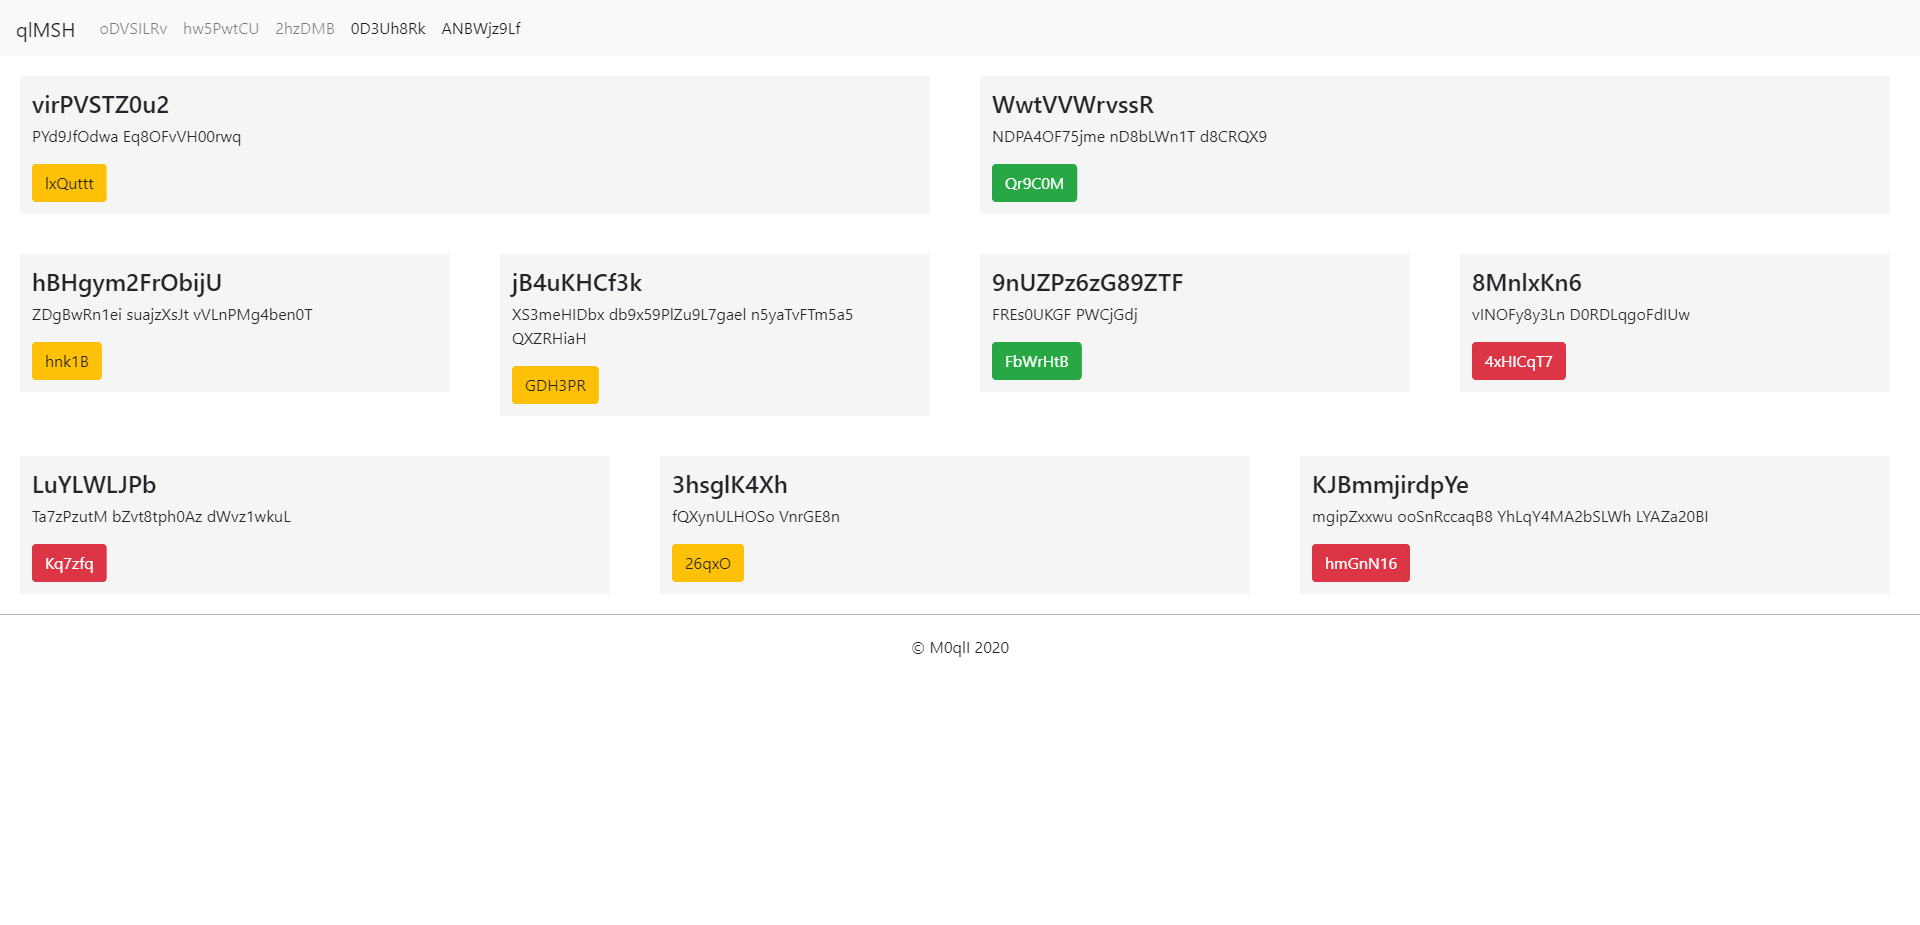 qlMSH oDVSILRv hw5PwtCU 2hzDMB 0D3Uh8Rk ANBWjz9Lf
virPVSTZ0u2
PYd9JfOdwa Eq8OFvVH00rwq
lxQuttt
WwtVVWrvssR
NDPA4OF75jme nD8bLWn1T d8CRQX9
Qr9C0M
hBHgym2FrObijU
ZDgBwRn1ei suajzXsJt vVLnPMg4ben0T
hnk1B
jB4uKHCf3k
XS3meHIDbx db9x59PlZu9L7gael n5yaTvFTm5a5
QXZRHiaH
GDH3PR
9nUZPz6zG89ZTF
FREs0UKGF PWCjGdj
FbWrHtB
8MnlxKn6
vINOFy8y3Ln D0RDLqgoFdIUw
4xHICqT7
LuYLWLJPb
Ta7zPzutM bZvt8tph0Az dWvz1wkuL
Kq7zfq
3hsglK4Xh
fQXynULHOSo VnrGE8n
26qxO
KJBmmjirdpYe
mgipZxxwu ooSnRccaqB8 YhLqY4MA2bSLWh LYAZa20BI
hmGnN16
© M0qlI 2020